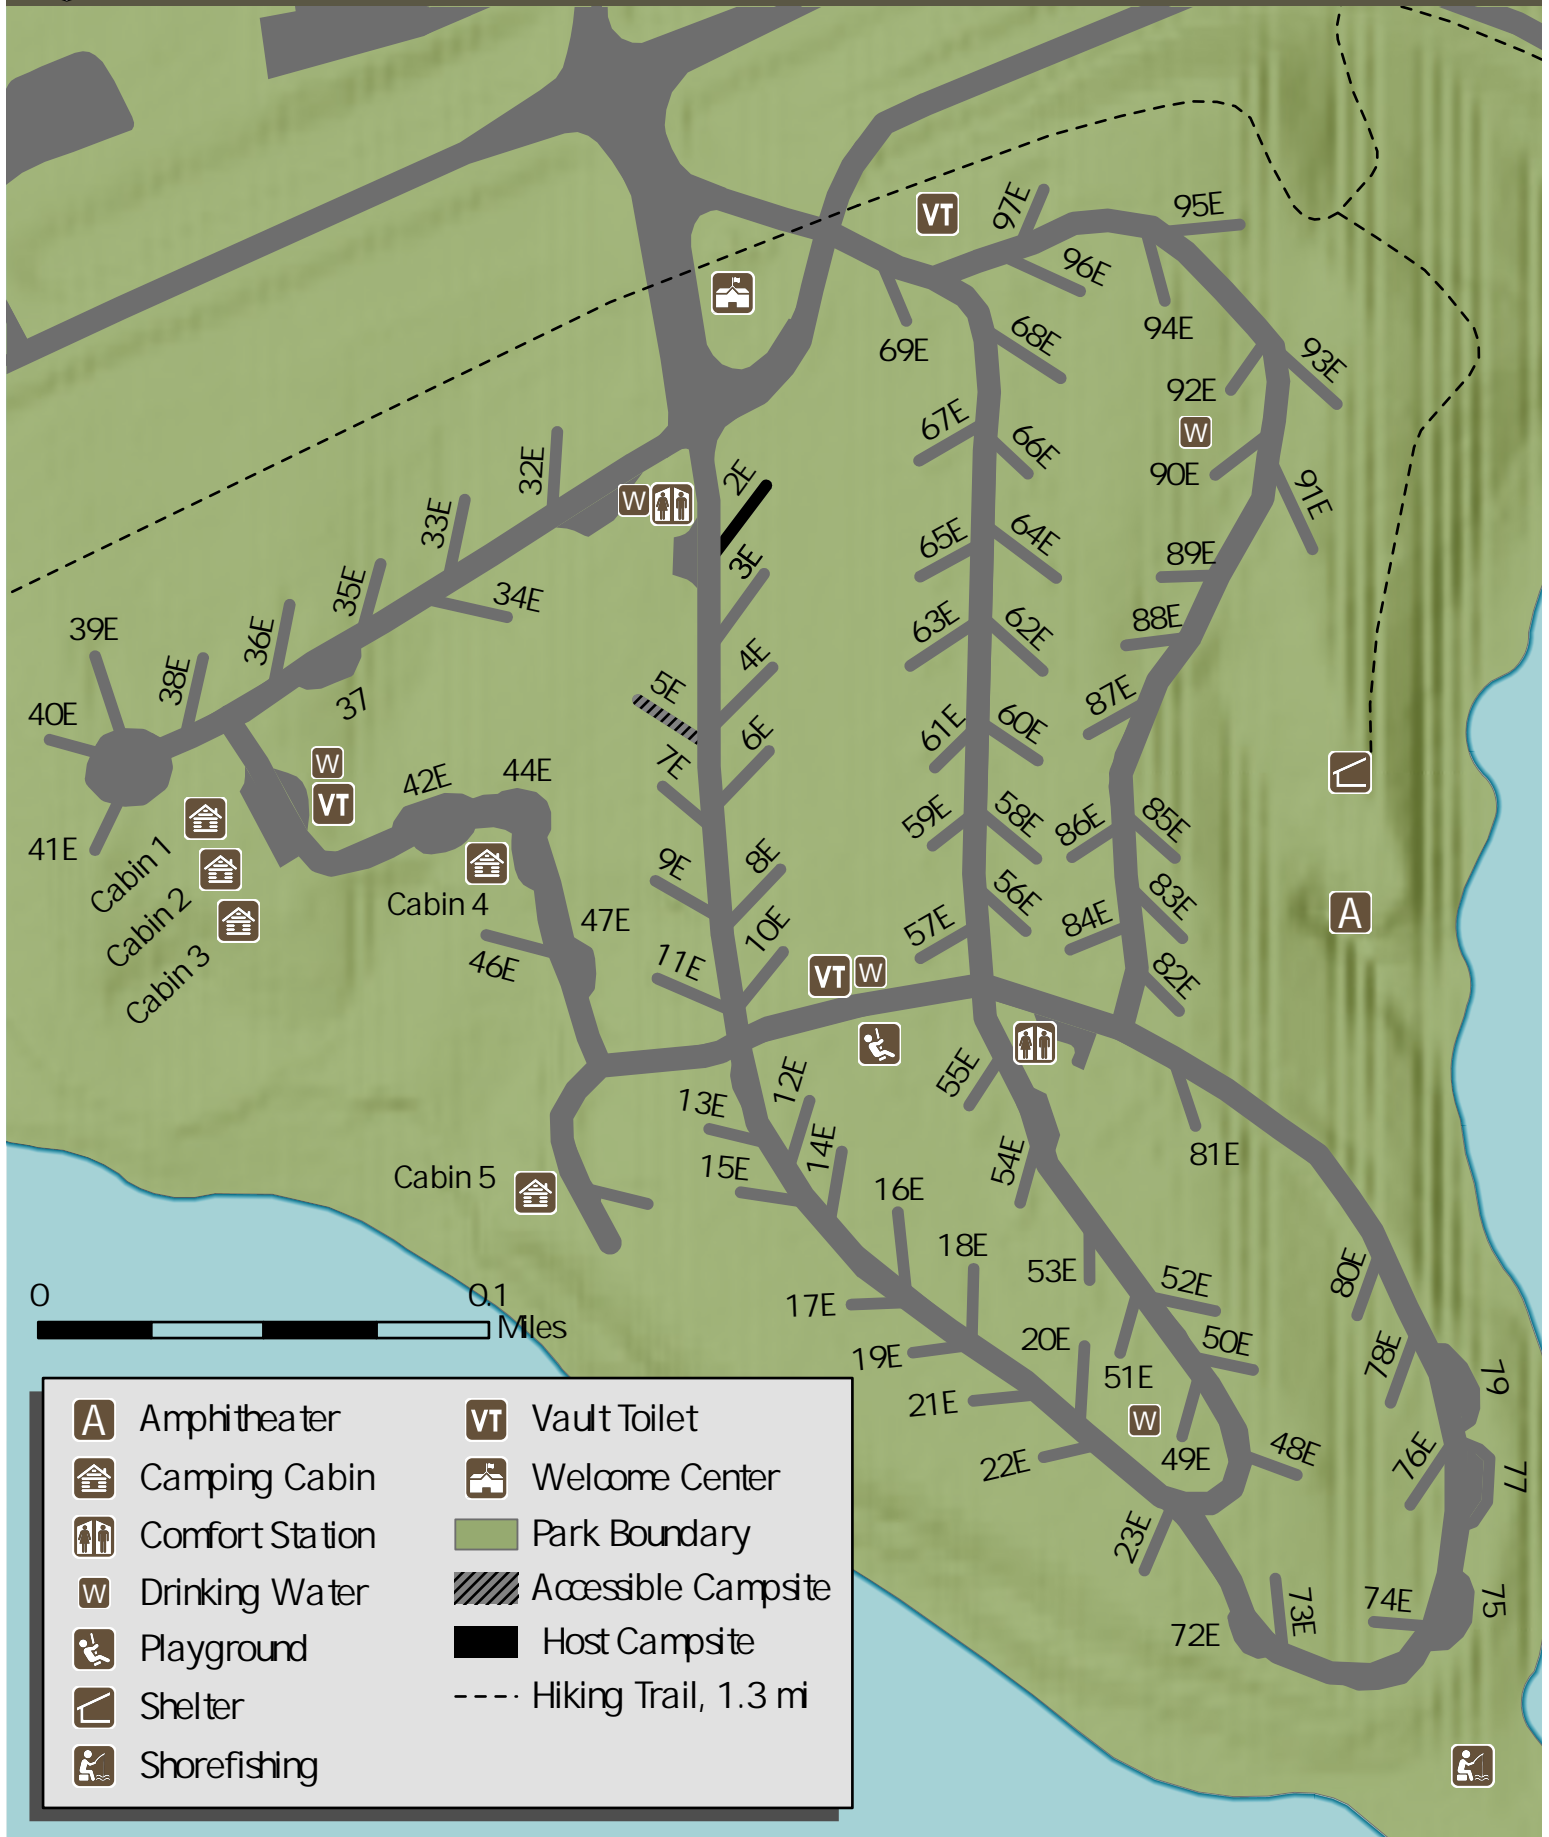 VT
97E
95E
96E
94E
69E
68E
93E
92E
67E
66E
W
90E
91E
32E
W
2E
33E
65E
64E
3E
89E
35E
34E
39E
36E
63E
62E
88E
38E
4E
5E
37
40E
87E
61E
60E
6E
7E
W
VT
42E
44E
59E
58E
86E
85E
41E
Cabin 1
9E
8E
Cabin 2
Cabin 4
56E
83E
A
Cabin 3
47E
10E
57E
84E
46E
11E
VT
W
82E
55E
12E
13E
14E
54E
81E
Cabin 5
15E
16E
18E
53E
52E
80E
0
0.1
Miles
17E
19E
20E
50E
78E
79
51E
21E
W
48E
76E
77
22E
49E
23E
72E
73E
74E
75
A Amphitheater
Camping Cabin
Comfort Station
W Drinking Water
Playground
Shelter
Shorefishing
VT Vault Toilet
Welcome Center
Park Boundary
Accessible Campsite
Host Campsite
Hiking Trail, 1.3 mi